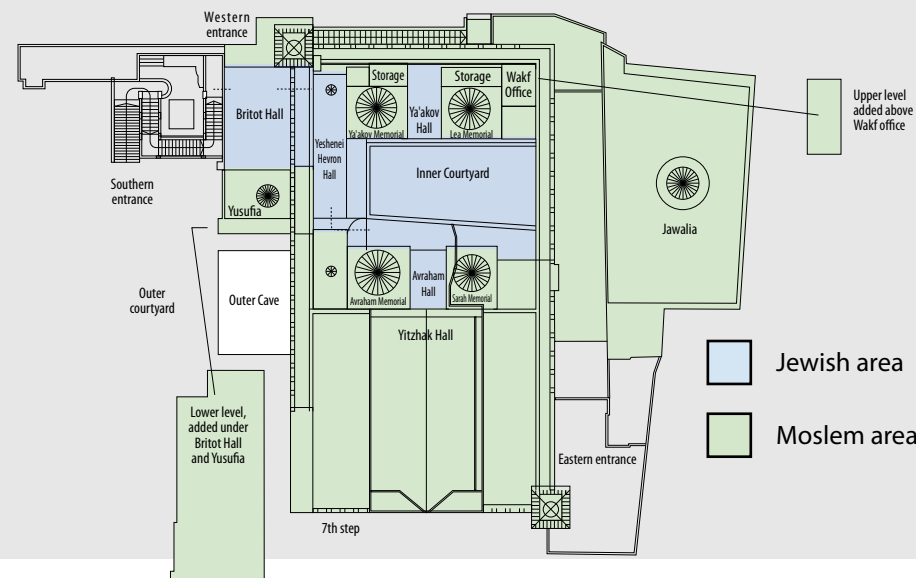 Western
entrance
Storage
Storage
Wakf
Office
Upper level
added above
Wakf office
Britot Hall
Ya'akov
Hall
Ya'akov Memorial
Lea Memorial
Yeshenei
Hevron
Hall
Inner Courtyard
Southern
entrance
Yusufia
Jawalia
Outer
courtyard
Outer Cave
Avraham
Hall
Avraham Memorial
Sarah Memorial
Yitzhak Hall
Jewish area
Moslem area
Lower level,
added under
Britot Hall
and Yusufia
Eastern entrance
7th step